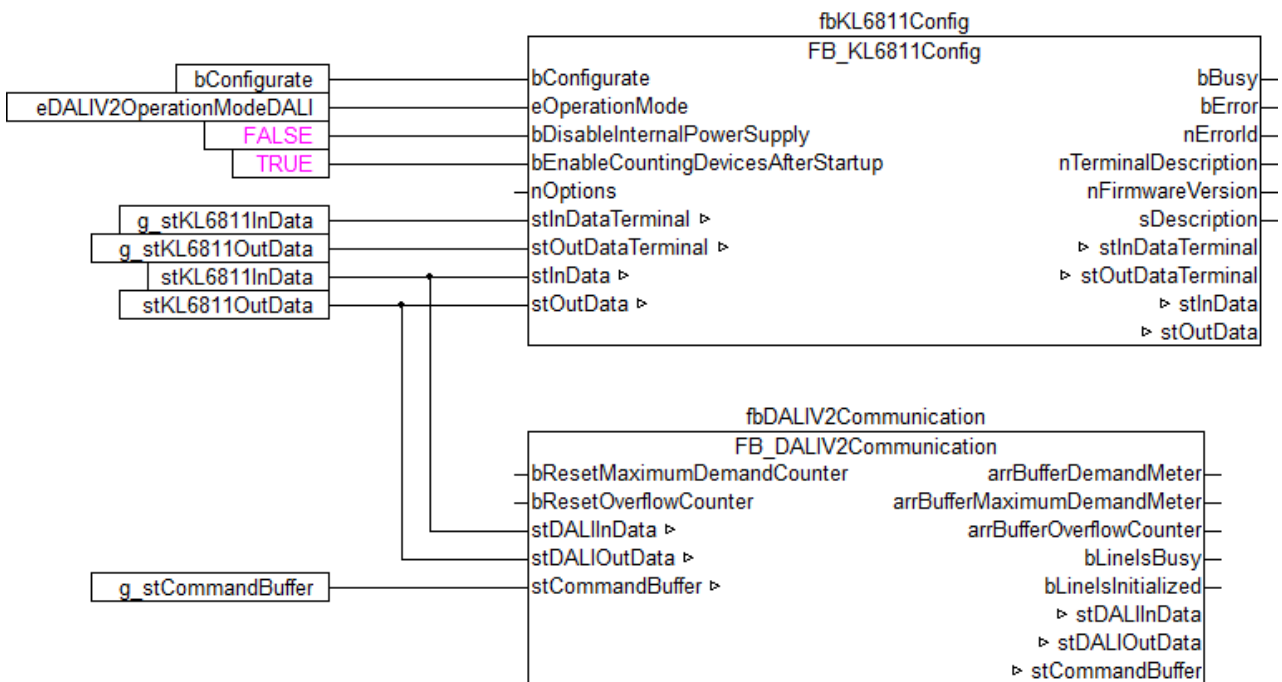 fbKL6811Config
FB_KL6811Config
bConfigurate bConfigurate bBusy
eDALIV2OperationModeDALI eOperationMode bError
FALSE bDisableInternalPowerSupply nErrorId
TRUE bEnableCountingDevicesAfterStartup nTerminalDescription
nOptions nFirmwareVersion
g_stKL6811InData stInDataTerminal ▷ sDescription
g_stKL6811OutData stOutDataTerminal ▷ ▷ stInDataTerminal
stKL6811InData stInData ▷ ▷ stOutDataTerminal
stKL6811OutData stOutData ▷ ▷ stInData
▷ stOutData
fbDALIV2Communication
FB_DALIV2Communication
bResetMaximumDemandCounter arrBufferDemandMeter
bResetOverflowCounter arrBufferMaximumDemandMeter
stDALIInData ▷ arrBufferOverflowCounter
stDALIOutData ▷ bLineIsBusy
g_stCommandBuffer stCommandBuffer ▷ bLineIsInitialized
▷ stDALIInData
▷ stDALIOutData
▷ stCommandBuffer